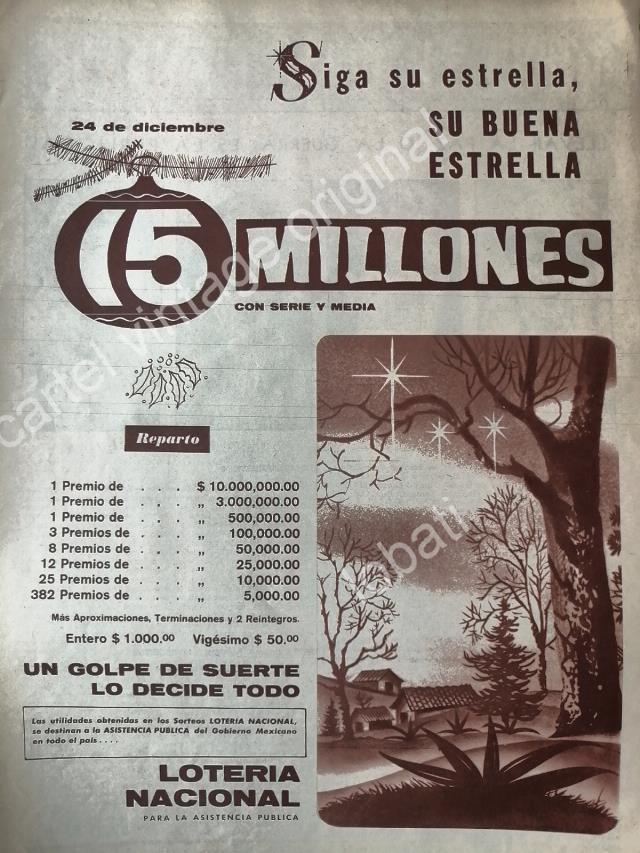 Siga su estrella,
SU BUENA
ESTRELLA
24 de diciembre
15 MILLONES
CON SERIE Y MEDIA
Reparto
1 Premio de . . . $ 10.000,000.00
1 Premio de . . . „ 3.000,000.00
1 Premio de . . . „ 500,000.00
3 Premios de . . . „ 100,000.00
8 Premios de . . . „ 50,000.00
12 Premios de . . . „ 25,000.00
25 Premios de . . . „ 10,000.00
382 Premios de . . . „ 5,000.00
Más Aproximaciones, Terminaciones y 2 Reintegros.
Entero $ 1.000.00 Vigésimo $ 50.00
UN GOLPE DE SUERTE
LO DECIDE TODO
Las utilidades obtenidas en los Sorteos LOTERIA NACIONAL,
se destinan a la ASISTENCIA PUBLICA del Gobierno Mexicano
en todo el país....
LOTERIA
NACIONAL
PARA LA ASISTENCIA PUBLICA
cartel vintage original
sebati